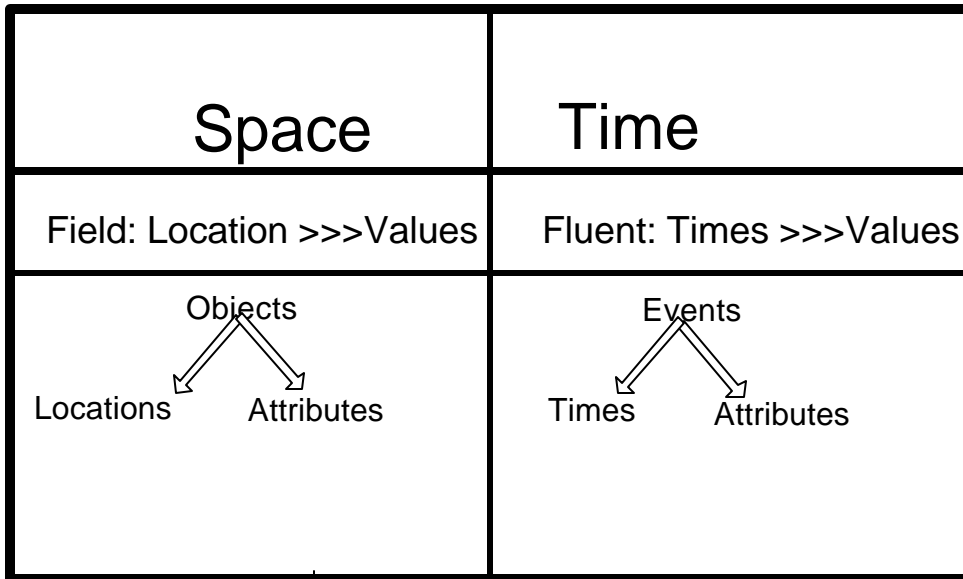 Space
Time
Field: Location >>>Values
Fluent: Times >>>Values
Objects
Locations
Attributes
Events
Times
Attributes